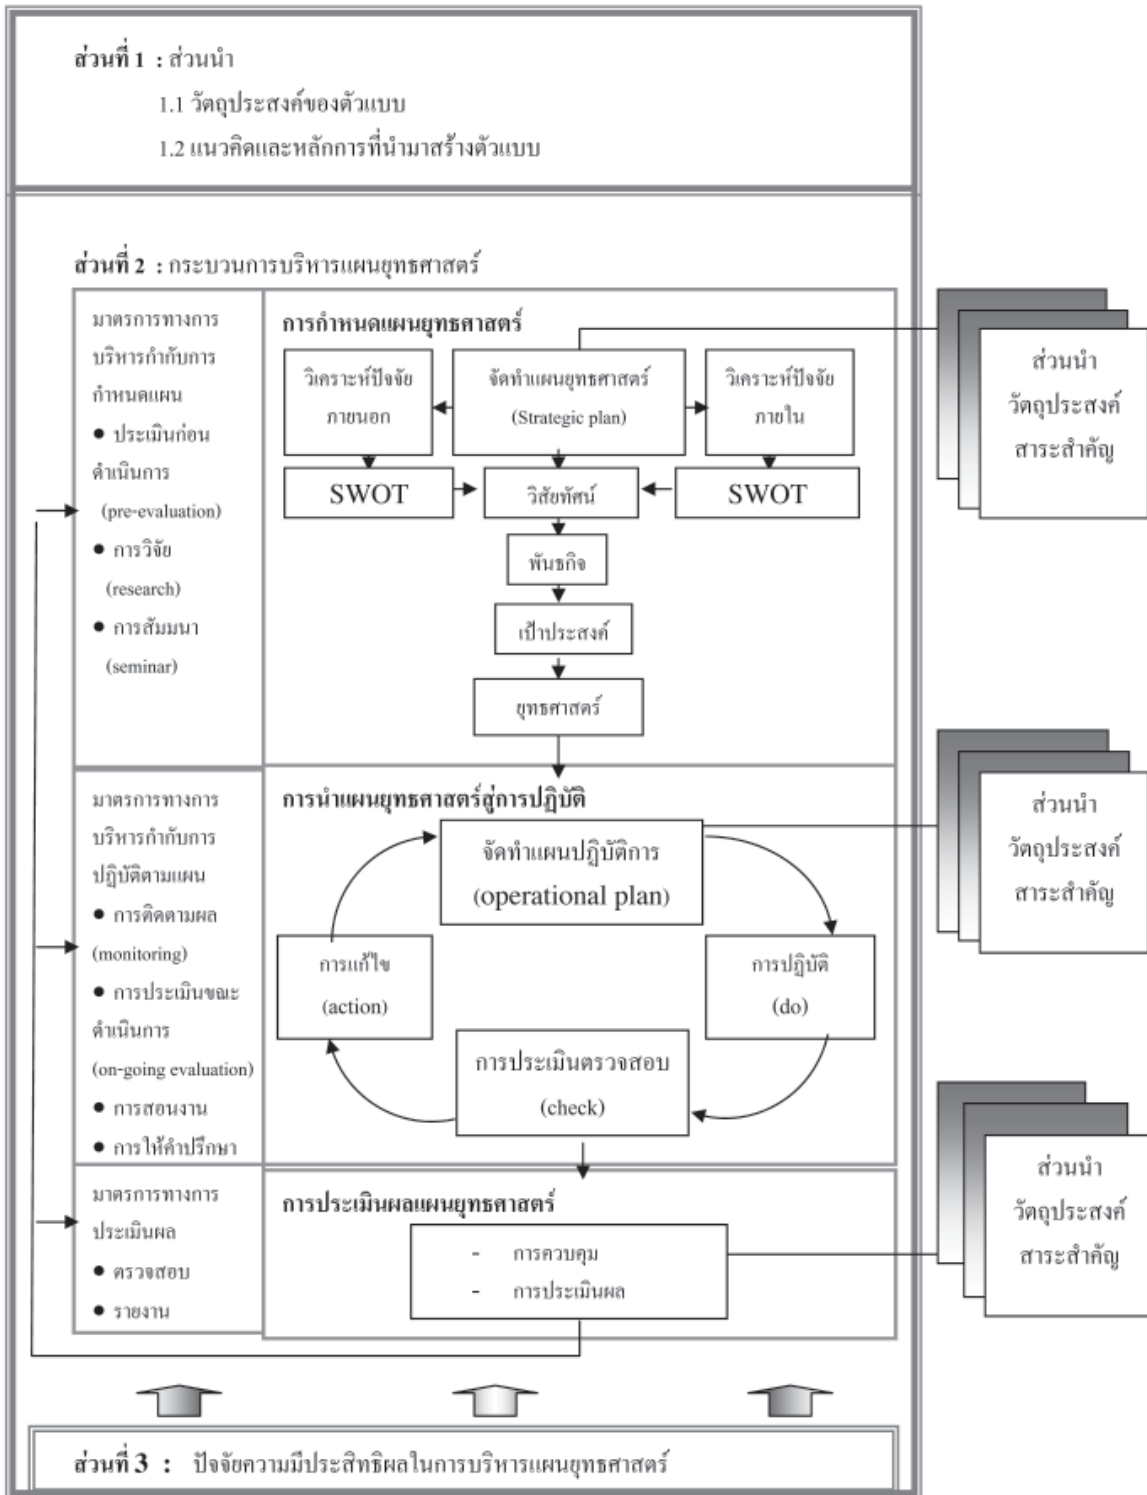 ส่วนที่ 1 : ส่วนนำ
1.1 วัตถุประสงค์ของตัวแบบ
1.2 แนวคิดและหลักการที่นำมาสร้างตัวแบบ
ส่วนที่ 2 : กระบวนการบริหารแผนยุทธศาสตร์
มาตรการทางการ
บริหารกำกับการ
กำหนดแผน
● ประเมินก่อน
ดำเนินการ
(pre-evaluation)
● การวิจัย
(research)
● การสัมมนา
(seminar)
การกำหนดแผนยุทธศาสตร์
วิเคราะห์ปัจจัย
ภายนอก
จัดทำแผนยุทธศาสตร์
(Strategic plan)
วิเคราะห์ปัจจัย
ภายใน
SWOT
วิสัยทัศน์
SWOT
พันธกิจ
เป้าประสงค์
ยุทธศาสตร์
ส่วนนำ
วัตถุประสงค์
สาระสำคัญ
มาตรการทางการ
บริหารกำกับการ
ปฏิบัติตามแผน
● การติดตามผล
(monitoring)
● การประเมินขณะ
ดำเนินการ
(on-going evaluation)
● การสอนงาน
● การให้คำปรึกษา
การนำแผนยุทธศาสตร์สู่การปฏิบัติ
จัดทำแผนปฏิบัติการ
(operational plan)
การแก้ไข
(action)
การปฏิบัติ
(do)
การประเมินตรวจสอบ
(check)
ส่วนนำ
วัตถุประสงค์
สาระสำคัญ
มาตรการทางการ
ประเมินผล
● ตรวจสอบ
● รายงาน
การประเมินผลแผนยุทธศาสตร์
- การควบคุม
- การประเมินผล
ส่วนนำ
วัตถุประสงค์
สาระสำคัญ
ส่วนที่ 3 : ปัจจัยความมีประสิทธิผลในการบริหารแผนยุทธศาสตร์